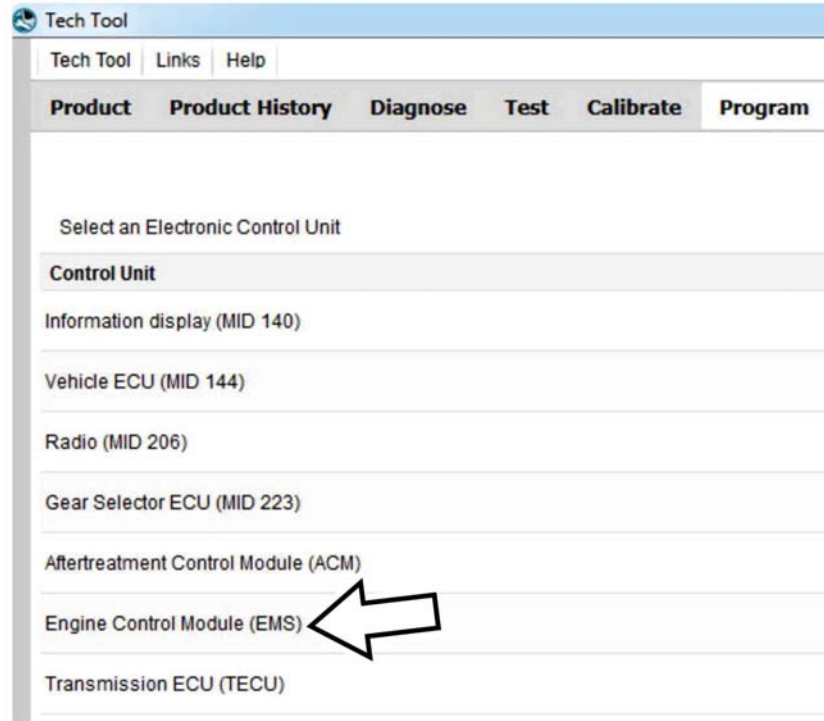 Tech Tool
Tech Tool Links Help
Product Product History Diagnose Test Calibrate Program
Select an Electronic Control Unit
Control Unit
Information display (MID 140)
Vehicle ECU (MID 144)
Radio (MID 206)
Gear Selector ECU (MID 223)
Aftertreatment Control Module (ACM)
Engine Control Module (EMS)
Transmission ECU (TECU)